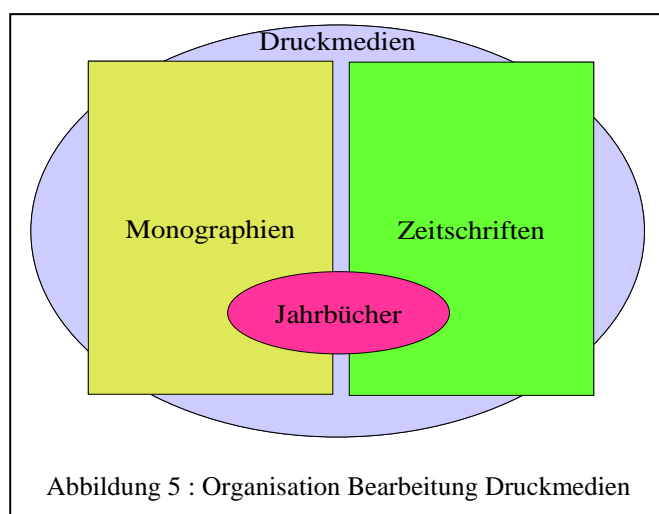 Druckmedien
Monographien
Zeitschriften
Jahrbücher
Abbildung 5 : Organisation Bearbeitung Druckmedien